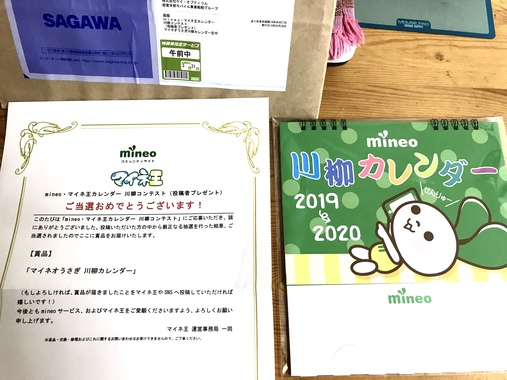 SAGAWA
午前中
MOUSE PAD
mineo
コミュニティサイト
マイネ王
mineo・マイネ王カレンダー 川柳コンテスト（投稿者プレゼント）
ご当選おめでとうございます！
このたびは「mineo・マイネ王カレンダー 川柳コンテスト」にご応募いただき、誠
にありがとうございました。投稿いただいた方の中から厳正なる抽選を行った結果、ご
当選されましたのでここに賞品をお届けいたします。
【賞品】
「マイネオうさぎ 川柳カレンダー」
（もしよろしければ、賞品が届きましたことをマイネ王や SNS へ投稿していただければ
嬉しいです！）
今後とも mineo サービス、およびマイネ王をご愛顧くださいますよう、よろしくお願い
申し上げます。
マイネ王 運営事務局 一同
mineo
川柳カレンダー
2019
2020
せんりゅ～
mineo